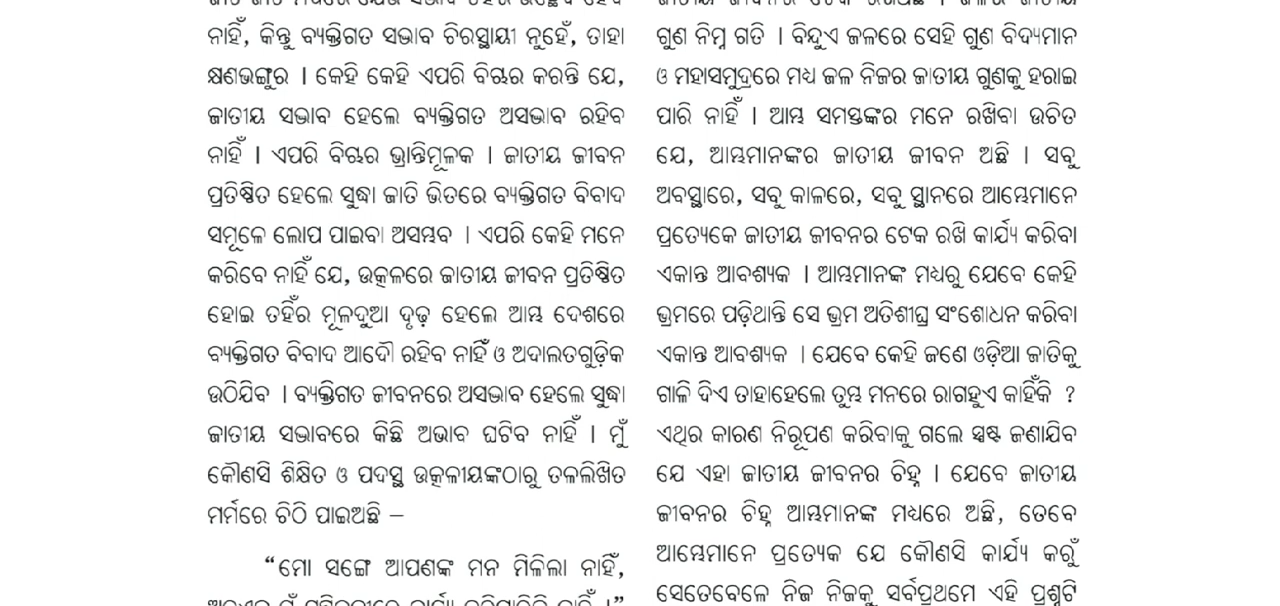 ନାହିଁ, କିନ୍ତୁ ବ୍ୟକ୍ତିଗତ ସଦ୍ଭାବ ଚିରସ୍ଥାୟୀ ନୁହେଁ, ତାହା
କ୍ଷଣଭଙ୍ଗୁର । କେହି କେହି ଏପରି ବିଚାର କରନ୍ତି ଯେ,
ଜାତୀୟ ସଦ୍ଭାବ ହେଲେ ବ୍ୟକ୍ତିଗତ ଅସଦ୍ଭାବ ରହିବ
ନାହିଁ । ଏପରି ବିଚାର ଭ୍ରାନ୍ତିମୂଳକ । ଜାତୀୟ ଜୀବନ
ପ୍ରତିଷ୍ଠିତ ହେଲେ ସୁଦ୍ଧା ଜାତି ଭିତରେ ବ୍ୟକ୍ତିଗତ ବିବାଦ
ସମୂଳେ ଲୋପ ପାଇବା ଅସମ୍ଭବ । ଏପରି କେହି ମନେ
କରିବେ ନାହିଁ ଯେ, ଉତ୍କଳରେ ଜାତୀୟ ଜୀବନ ପ୍ରତିଷ୍ଠିତ
ହୋଇ ତହିଁର ମୂଳଦୁଆ ଦୃଢ଼ ହେଲେ ଆମ୍ଭ ଦେଶରେ
ବ୍ୟକ୍ତିଗତ ବିବାଦ ଆଦୌ ରହିବ ନାହିଁ ଓ ଅଦାଲତଗୁଡ଼ିକ
ଉଠିଯିବ । ବ୍ୟକ୍ତିଗତ ଜୀବନରେ ଅସଦ୍ଭାବ ହେଲେ ସୁଦ୍ଧା
ଜାତୀୟ ସଦ୍ଭାବରେ କିଛି ଅଭାବ ଘଟିବ ନାହିଁ । ମୁଁ
କୌଣସି ଶିକ୍ଷିତ ଓ ପଦସ୍ଥ ଉତ୍କଳୀୟଙ୍କଠାରୁ ତଳଲିଖିତ
ମର୍ମରେ ଚିଠି ପାଇଅଛି –
“ମୋ ସଙ୍ଗେ ଆପଣଙ୍କ ମନ ମିଳିଲା ନାହିଁ,
ଗୁଣ ନିମ୍ନ ଗତି । ବିନ୍ଦୁଏ ଜଳରେ ସେହି ଗୁଣ ବିଦ୍ୟମାନ
ଓ ମହାସମୁଦ୍ରରେ ମଧ୍ୟ ଜଳ ନିଜର ଜାତୀୟ ଗୁଣକୁ ହରାଇ
ପାରି ନାହିଁ । ଆମ୍ଭ ସମସ୍ତଙ୍କର ମନେ ରଖିବା ଉଚିତ
ଯେ, ଆମ୍ଭମାନଙ୍କର ଜାତୀୟ ଜୀବନ ଅଛି । ସବୁ
ଅବସ୍ଥାରେ, ସବୁ କାଳରେ, ସବୁ ସ୍ଥାନରେ ଆମ୍ଭେମାନେ
ପ୍ରତ୍ୟେକେ ଜାତୀୟ ଜୀବନର ଟେକ ରଖି କାର୍ଯ୍ୟ କରିବା
ଏକାନ୍ତ ଆବଶ୍ୟକ । ଆମ୍ଭମାନଙ୍କ ମଧ୍ୟରୁ ଯେବେ କେହି
ଭ୍ରମରେ ପଡ଼ିଥାନ୍ତି ସେ ଭ୍ରମ ଅତିଶୀଘ୍ର ସଂଶୋଧନ କରିବା
ଏକାନ୍ତ ଆବଶ୍ୟକ । ଯେବେ କେହି ଜଣେ ଓଡ଼ିଆ ଜାତିକୁ
ଗାଳି ଦିଏ ତାହାହେଲେ ତୁମ୍ଭ ମନରେ ରାଗହୁଏ କାହିଁକି ?
ଏଥିର କାରଣ ନିରୂପଣ କରିବାକୁ ଗଲେ ସ୍ପଷ୍ଟ ଜଣାଯିବ
ଯେ ଏହା ଜାତୀୟ ଜୀବନର ଚିହ୍ନ । ଯେବେ ଜାତୀୟ
ଜୀବନର ଚିହ୍ନ ଆମ୍ଭମାନଙ୍କ ମଧ୍ୟରେ ଅଛି, ତେବେ
ଆମ୍ଭେମାନେ ପ୍ରତ୍ୟେକ ଯେ କୌଣସି କାର୍ଯ୍ୟ କରୁଁ
ସେତେବେଳେ ନିଜ ନିଜକୁ ସର୍ବପ୍ରଥମେ ଏହି ପ୍ରଶ୍ନଟି